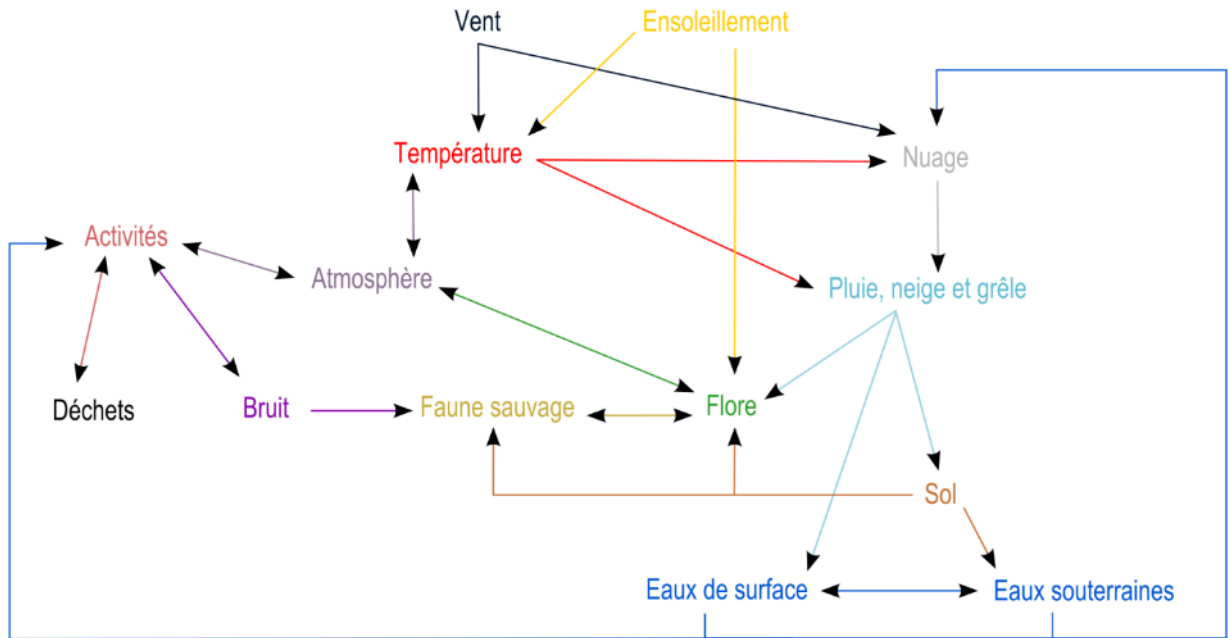 Vent
Ensoleillement
Température
Nuage
Activités
Atmosphère
Pluie, neige et grêle
Déchets
Bruit
Faune sauvage
Flore
Sol
Eaux de surface
Eaux souterraines